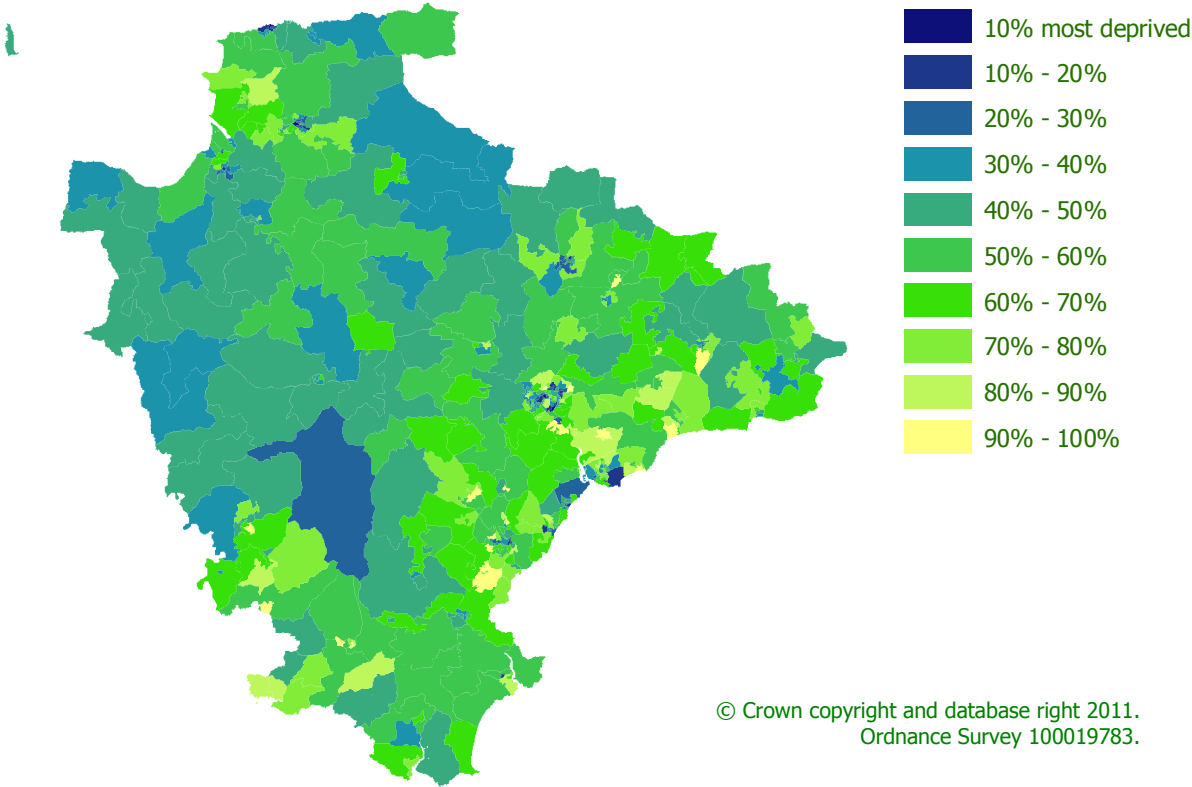 10% most deprived
10% - 20%
20% - 30%
30% - 40%
40% - 50%
50% - 60%
60% - 70%
70% - 80%
80% - 90%
90% - 100%
© Crown copyright and database right 2011.
Ordnance Survey 100019783.